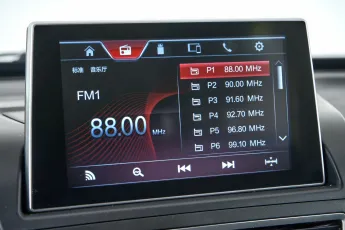 标准 音乐厅
FM1
88.00 MHz
P1 88.00 MHz
P2 90.00 MHz
P3 91.60 MHz
P4 92.70 MHz
P5 96.80 MHz
P6 99.10 MHz